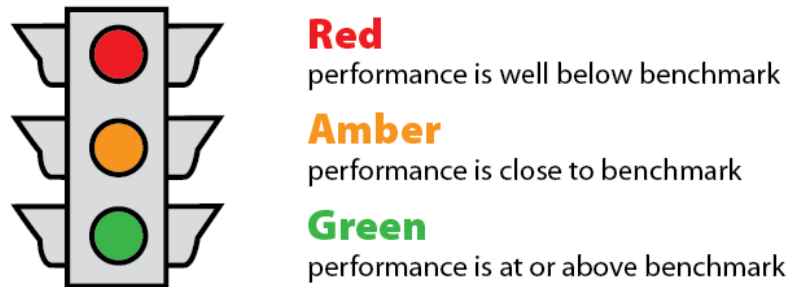 Red
performance is well below benchmark
Amber
performance is close to benchmark
Green
performance is at or above benchmark